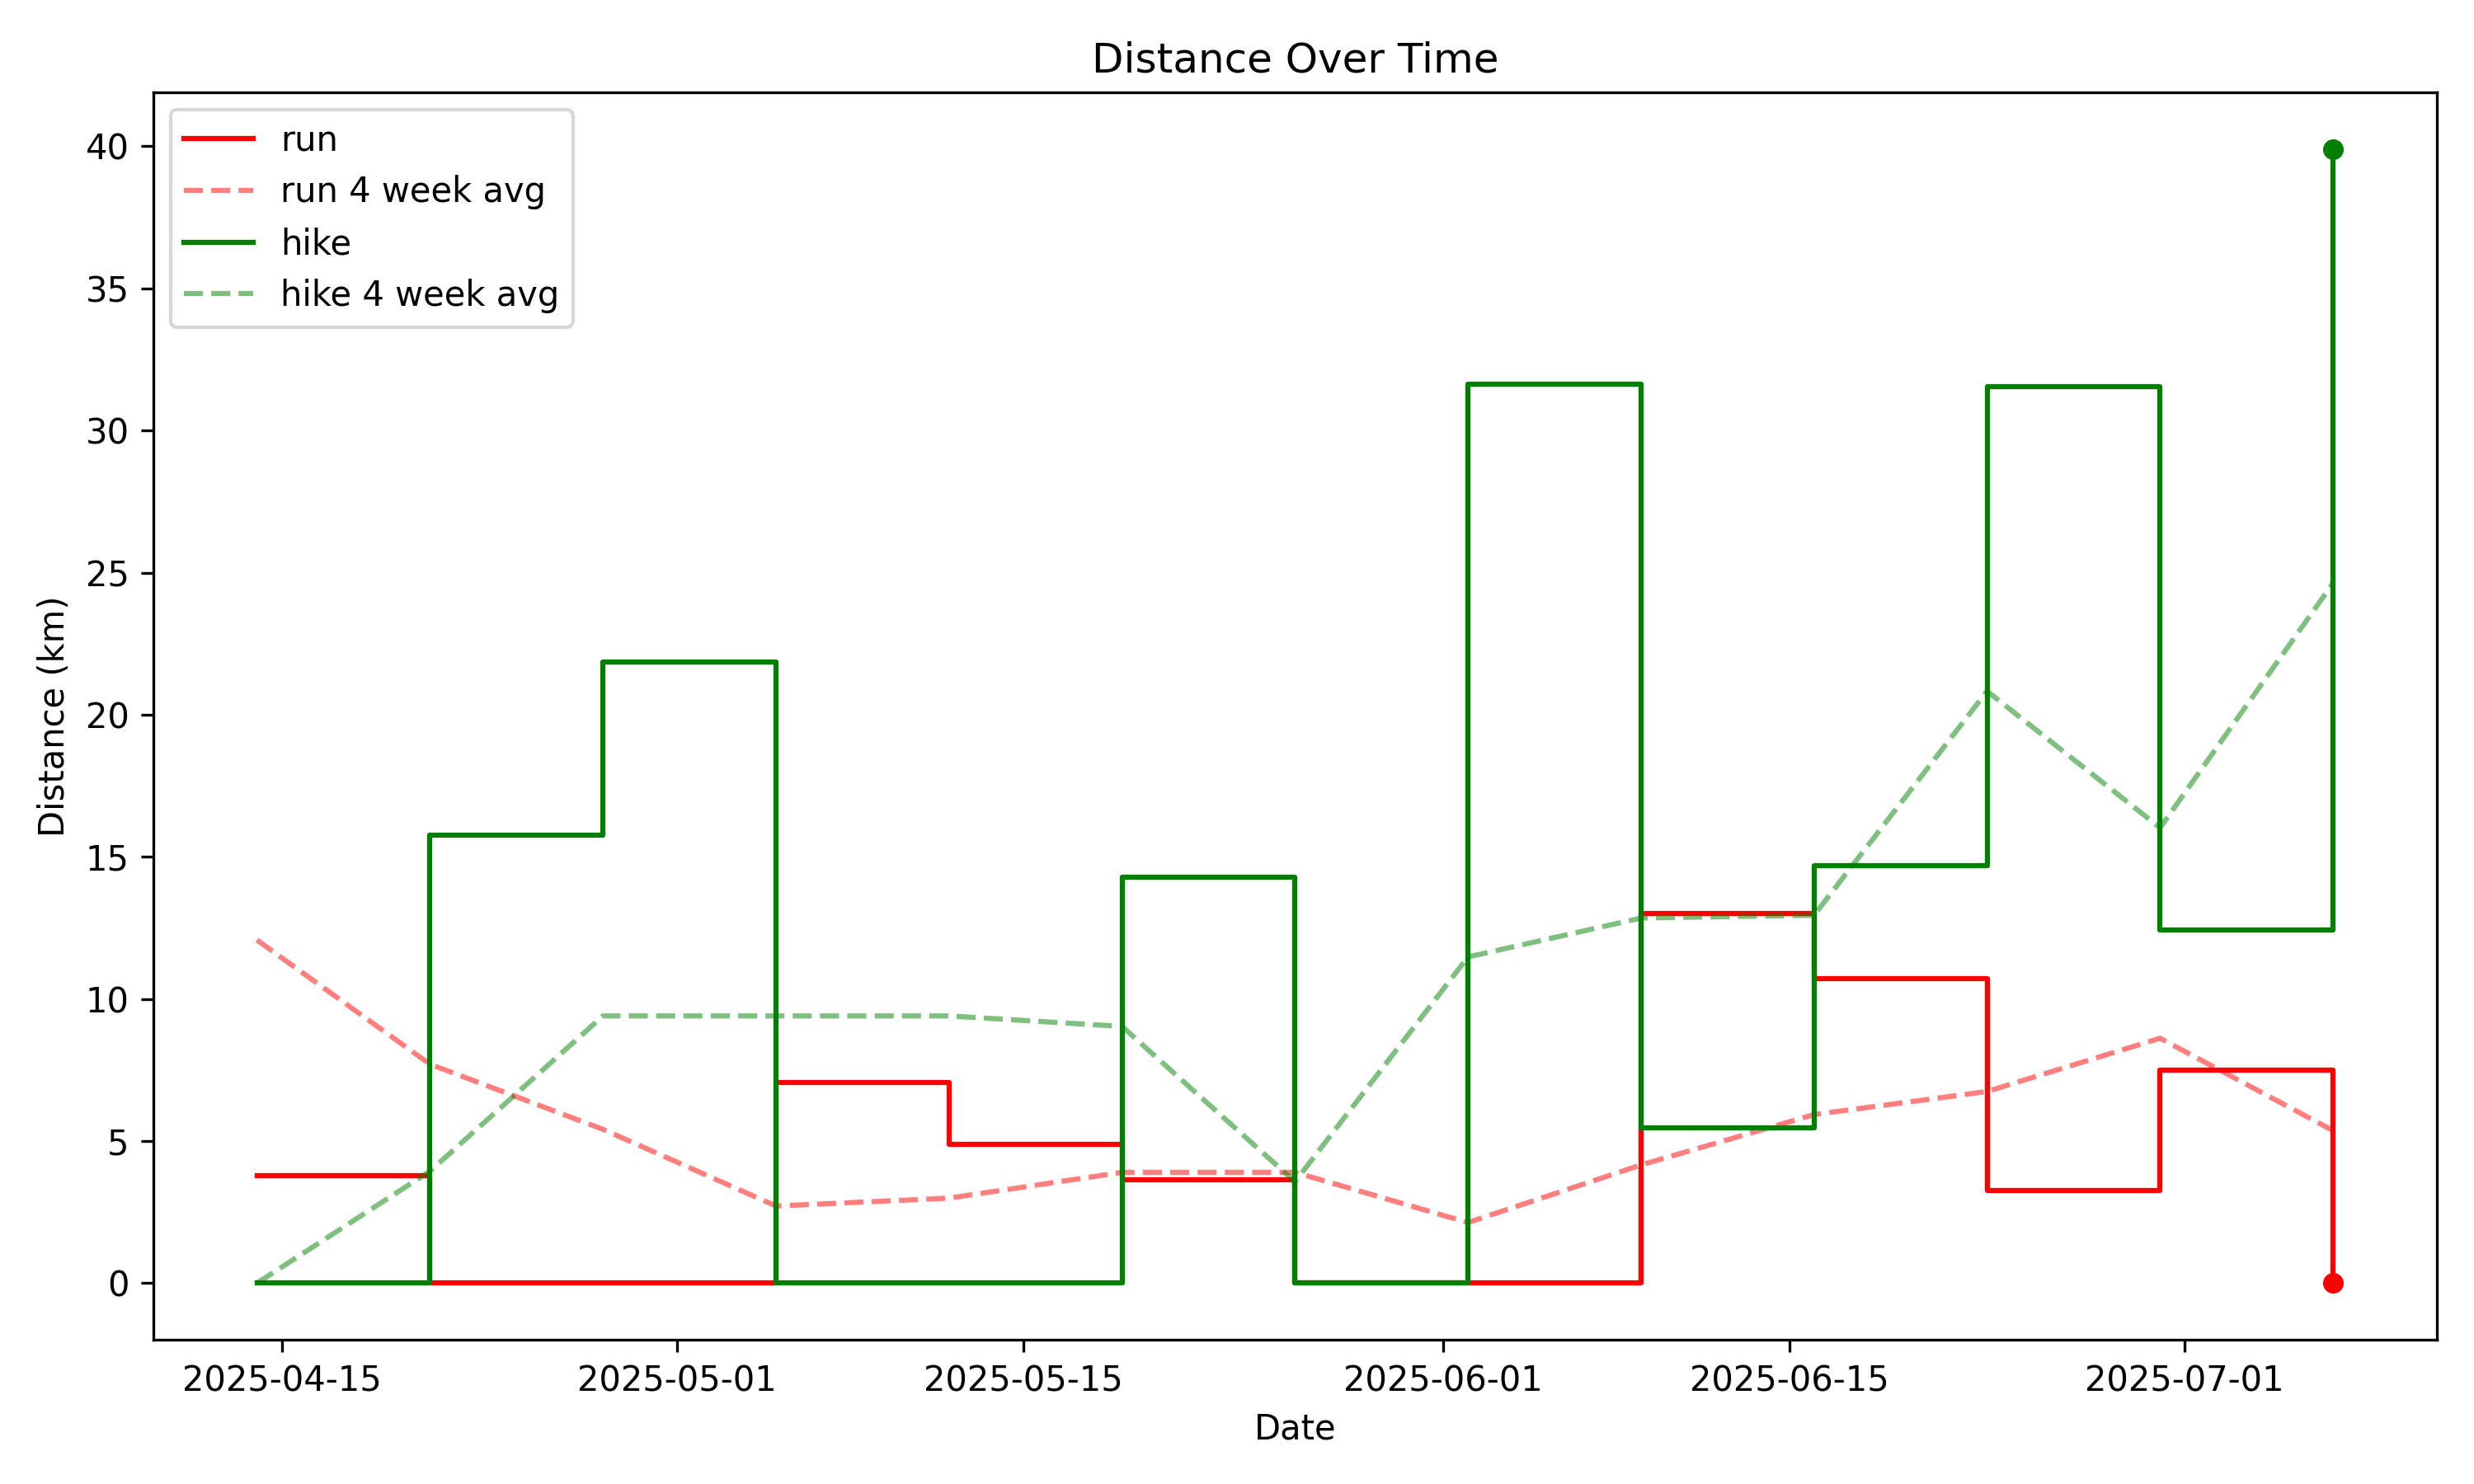 Distance Over Time
run
run 4 week avg
hike
hike 4 week avg
40
35
30
25
20
15
10
5
0
Distance (km)
2025-04-15 2025-05-01 2025-05-15 2025-06-01 2025-06-15 2025-07-01
Date